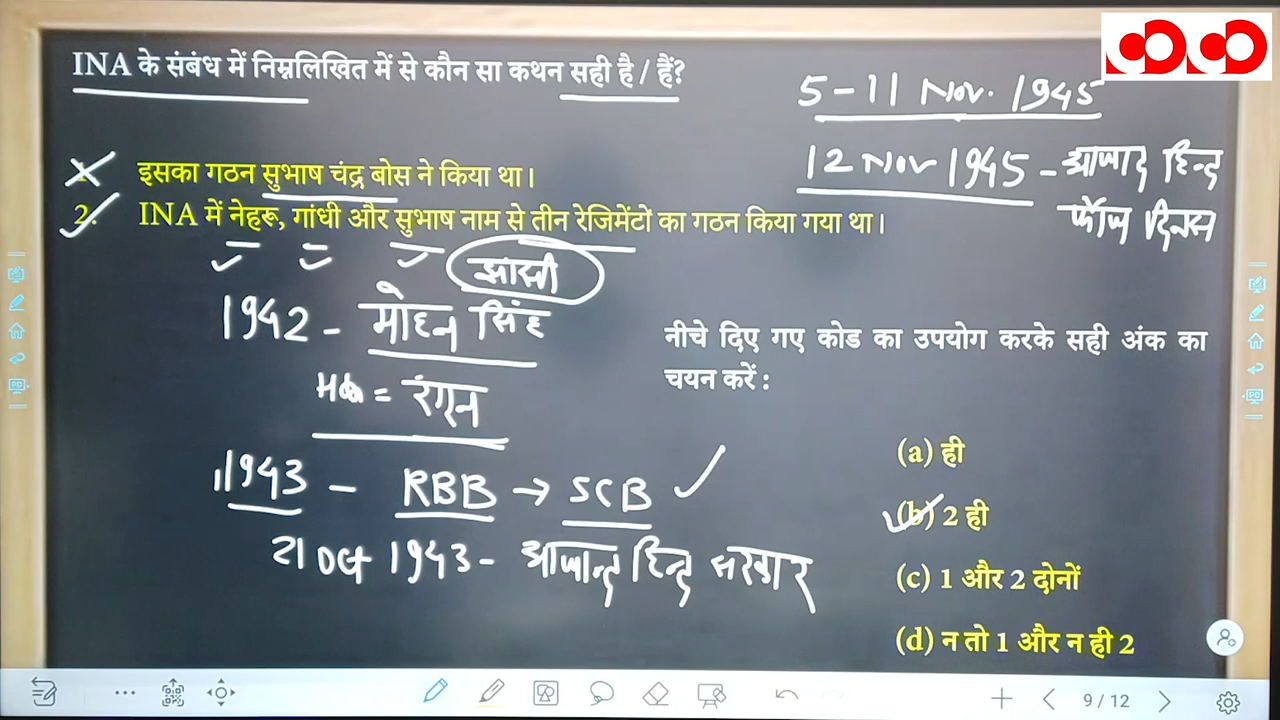 INA के संबंध में निम्नलिखित में से कौन सा कथन सही है / हैं?
5-11 Nov. 1945
12 Nov 1945 - आजाद हिन्द
फौज दिवस
1. इसका गठन सुभाष चंद्र बोस ने किया था।
2. INA में नेहरू, गांधी और सुभाष नाम से तीन रेजिमेंटों का गठन किया गया था।
1942 - मोहन सिंह
= रंगून
1943 - RBB → SCB
21 Oct 1943 - आजान्द हिन्द सरकार
नीचे दिए गए कोड का उपयोग करके सही अंक का
चयन करें :
(a) ही
(b) 2 ही
(c) 1 और 2 दोनों
(d) न तो 1 और न ही 2
9 / 12